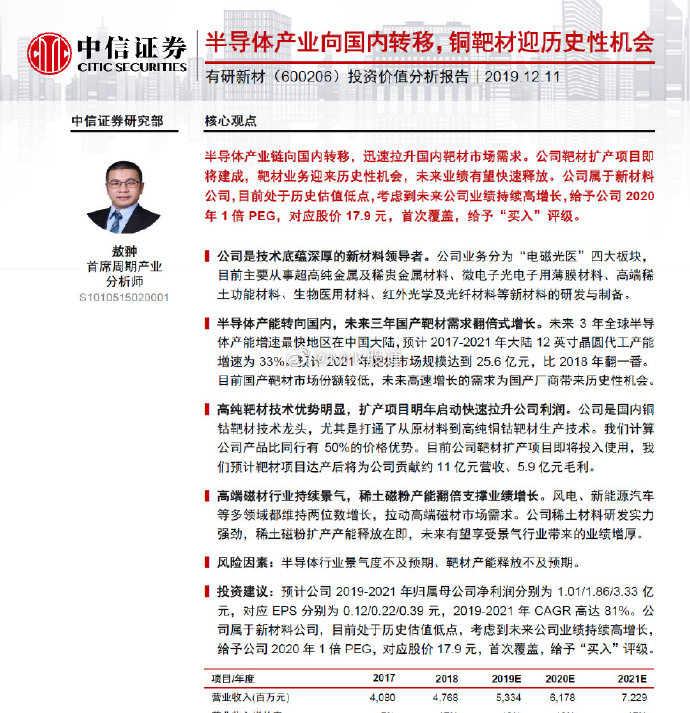 中信证券
CITIC SECURITIES
半导体产业向国内转移，铜靶材迎历史性机会
有研新材（600206）投资价值分析报告｜2019.12.11
中信证券研究部
核心观点
敖翀
首席周期产业
分析师
S1010515020001
半导体产业链向国内转移，迅速拉升国内靶材市场需求。公司靶材扩产项目即
将建成，靶材业务迎来历史性机会，未来业绩有望快速释放。公司属于新材料
公司，目前处于历史估值低点，考虑到未来公司业绩持续高增长，给予公司 2020
年 1 倍 PEG，对应股价 17.9 元，首次覆盖，给予“买入”评级。
公司是技术底蕴深厚的新材料领导者。公司业务分为“电磁光医”四大板块，
目前主要从事超高纯金属及稀贵金属材料、微电子光电子用薄膜材料、高端稀
土功能材料、生物医用材料、红外光学及光纤材料等新材料的研发与制备。
半导体产能转向国内，未来三年国产靶材需求翻倍式增长。未来 3 年全球半导
体产能增速最快地区在中国大陆，预计 2017-2021 年大陆 12 英寸晶圆代工产能
增速为 33%。预计 2021 年靶材市场规模达到 25.6 亿元，比 2018 年翻一番。
目前国产靶材市场份额较低，未来高速增长的需求为国产厂商带来历史性机会。
高纯靶材技术优势明显，扩产项目明年启动快速拉升公司利润。公司是国内铜
钴靶材技术龙头，尤其是打通了从原材料到高纯铜钴靶材生产技术。我们计算
公司产品比同行有 50%的价格优势。目前公司靶材扩产项目即将投入使用，我
们预计靶材项目达产后将为公司贡献约 11 亿元营收、5.9 亿元毛利。
高端磁材行业持续景气，稀土磁粉产能翻倍支撑业绩增长。风电、新能源汽车
等多领域都维持两位数增长，拉动高端磁材市场需求。公司稀土材料研发实力
强劲，稀土磁粉扩产产能释放在即，未来有望享受景气行业带来的业绩增厚。
风险因素：半导体行业景气度不及预期、靶材产能释放不及预期。
投资建议：预计公司 2019-2021 年归属母公司净利润分别为 1.01/1.86/3.33 亿
元，对应 EPS 分别为 0.12/0.22/0.39 元，2019-2021 年 CAGR 高达 81%。公
司属于新材料公司，目前处于历史估值低点，考虑到未来公司业绩持续高增长，
给予公司 2020 年 1 倍 PEG，对应股价 17.9 元，首次覆盖，给予“买入”评级。
项目/年度 2017 2018 2019E 2020E 2021E
营业收入(百万元) 4,080 4,768 5,334 6,178 7,229